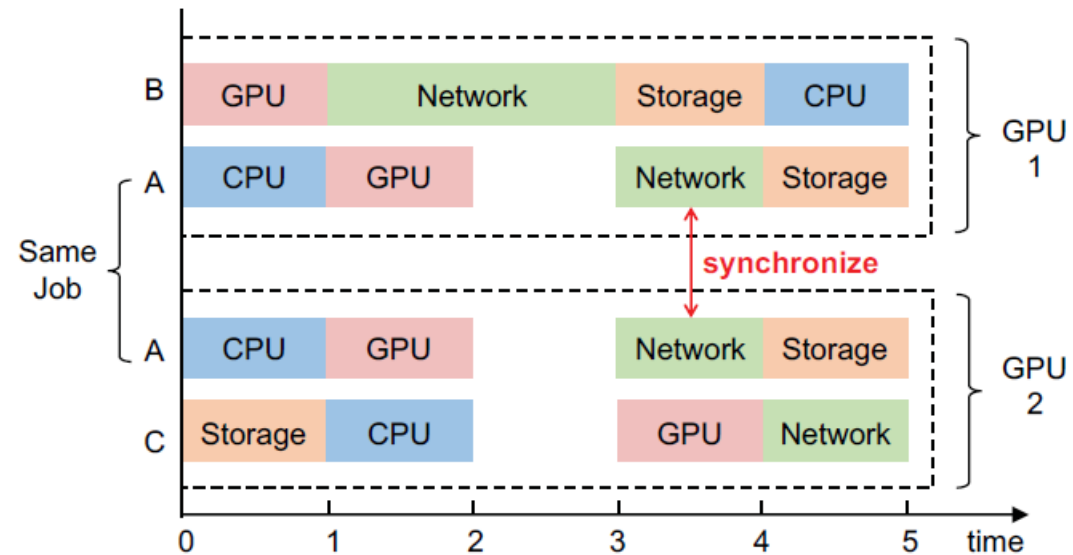 B GPU Network Storage CPU
A CPU GPU Network Storage
GPU
1
Same
Job
synchronize
A CPU GPU Network Storage
C Storage CPU GPU Network
GPU
2
0 1 2 3 4 5 time